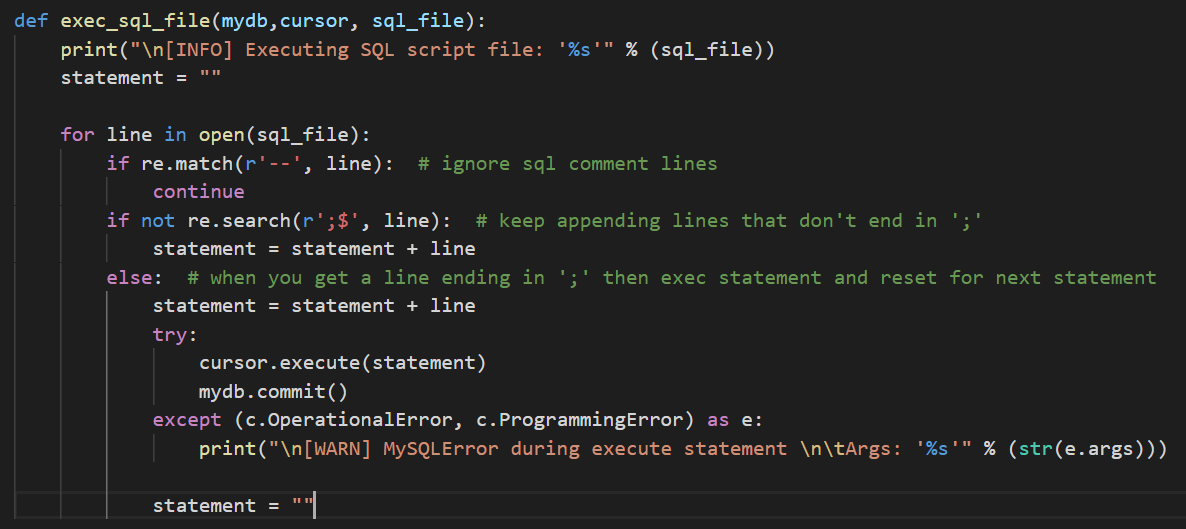 def exec_sql_file(mydb,cursor, sql_file):
    print("\n[INFO] Executing SQL script file: '%s'" % (sql_file))
    statement = ""

    for line in open(sql_file):
        if re.match(r'--', line):  # ignore sql comment lines
            continue
        if not re.search(r';$', line):  # keep appending lines that don't end in ';'
            statement = statement + line
        else:  # when you get a line ending in ';' then exec statement and reset for next statement
            statement = statement + line
            try:
                cursor.execute(statement)
                mydb.commit()
            except (c.OperationalError, c.ProgrammingError) as e:
                print("\n[WARN] MySQLError during execute statement \n\tArgs: '%s'" % (str(e.args)))

            statement = ""